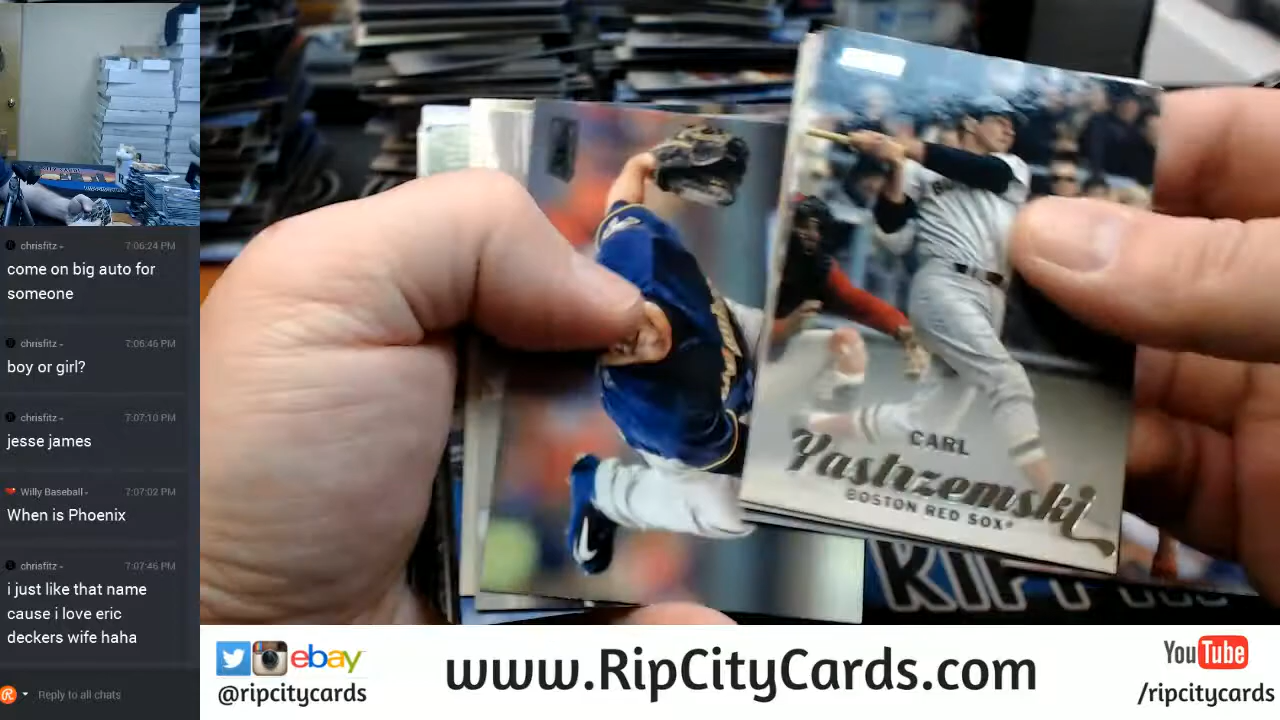 chrisfitz -
7:06:24 PM
come on big auto for
someone
chrisfitz -
7:06:46 PM
boy or girl?
chrisfitz -
7:07:10 PM
jesse james
Willy Baseball -
7:07:02 PM
When is Phoenix
chrisfitz -
7:07:46 PM
i just like that name
cause i love eric
deckers wife haha
Reply to all chats
CARL
Yastrzemski
BOSTON RED SOX
ebay
@ripcitycards
www.RipCityCards.com
YouTube
/ripcitycards